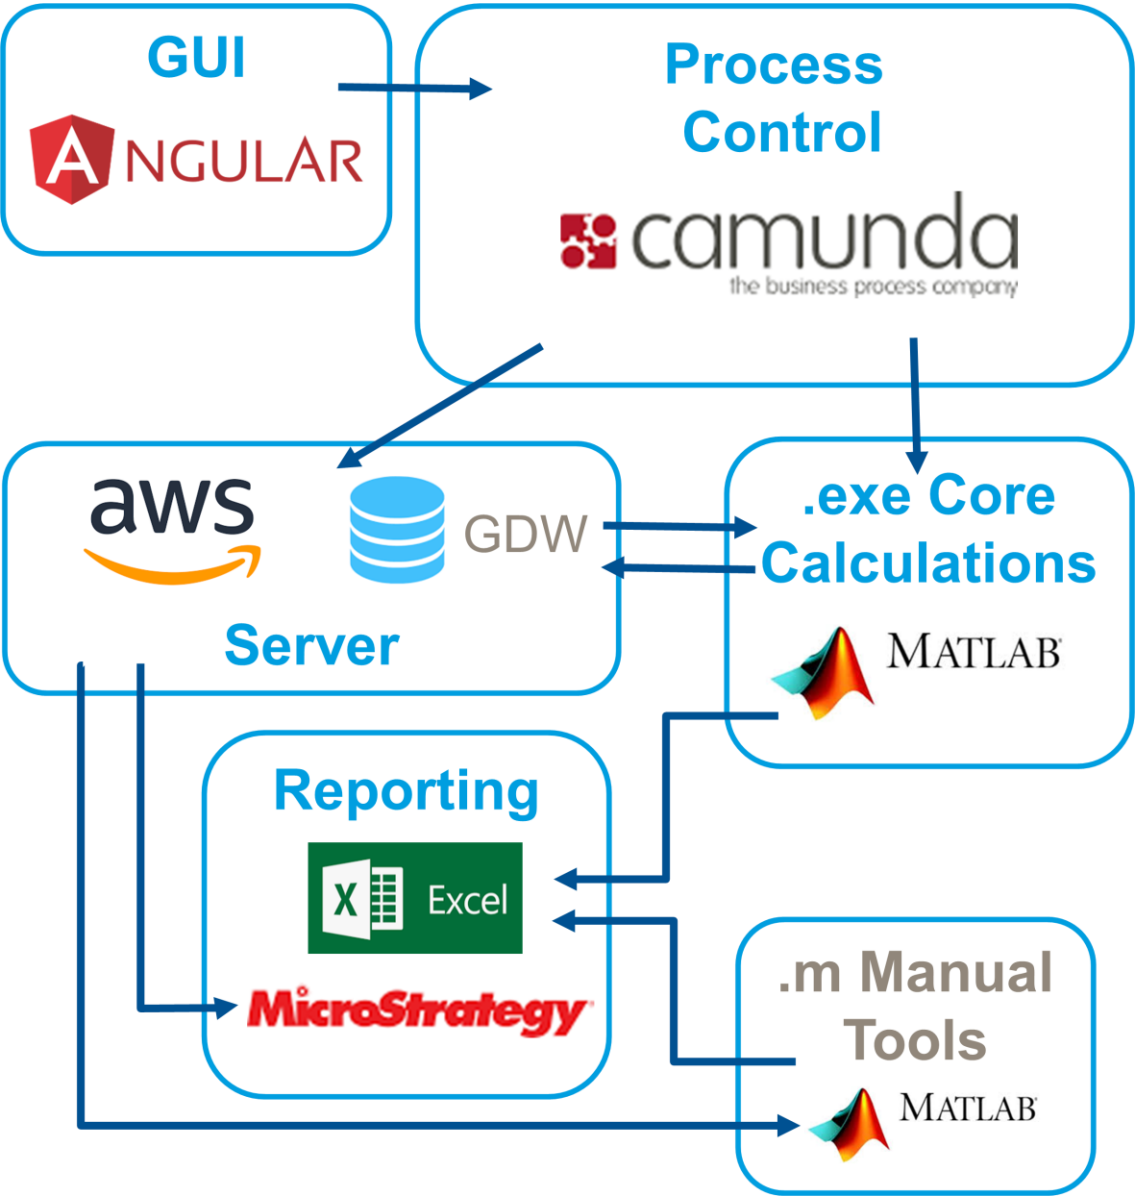 GUI
ANGULAR
Process
Control
camunda
the business process company
aws
GDW
Server
.exe Core
Calculations
MATLAB®
Reporting
X Excel
MicroStrategy
.m Manual
Tools
MATLAB®